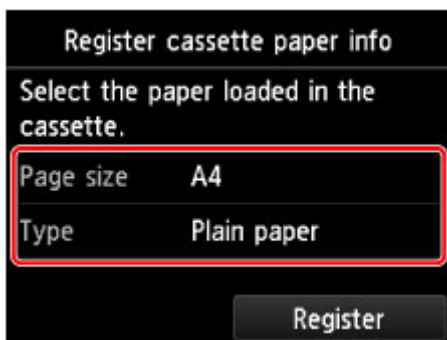 Register cassette paper info
Select the paper loaded in the
cassette.
Page size A4
Type Plain paper
Register